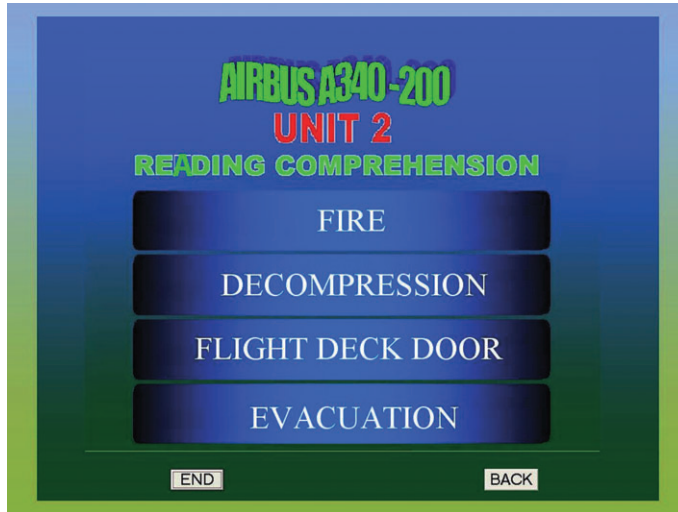 AIRBUS A340-200
UNIT 2
READING COMPREHENSION
FIRE
DECOMPRESSION
FLIGHT DECK DOOR
EVACUATION
END BACK